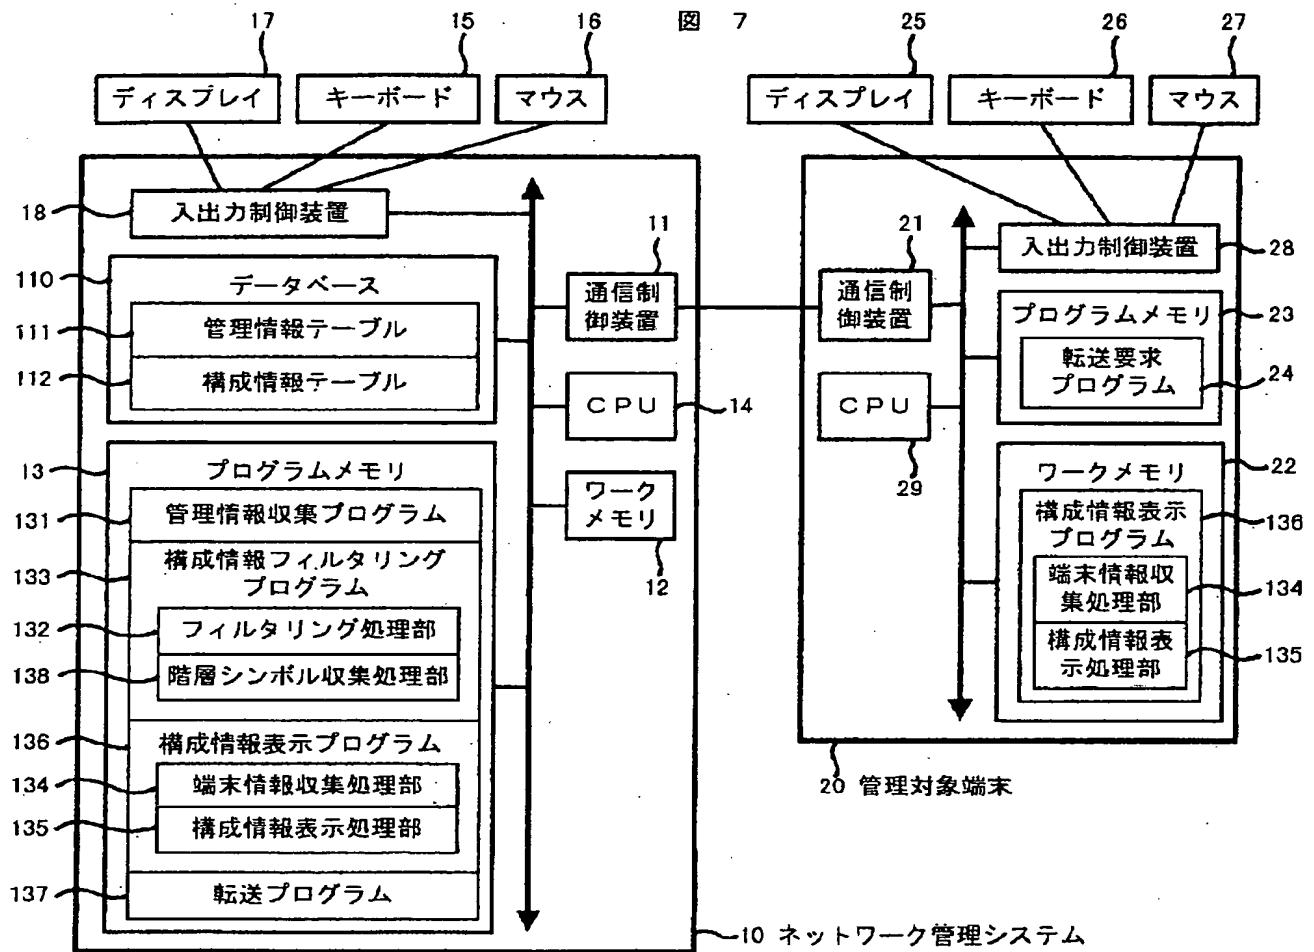 図 7
17
15
16
25
26
27
ディスプレイ
キーボード
マウス
ディスプレイ
キーボード
マウス
18
入出力制御装置
110
データベース
111
管理情報テーブル
112
構成情報テーブル
11
通信制
御装置
CPU
14
ワーク
メモリ
12
13
プログラムメモリ
131
管理情報収集プログラム
133
構成情報フィルタリング
プログラム
132
フィルタリング処理部
138
階層シンボル収集処理部
136
構成情報表示プログラム
134
端末情報収集処理部
135
構成情報表示処理部
137
転送プログラム
10 ネットワーク管理システム
21
通信制
御装置
CPU
29
入出力制御装置
28
プログラムメモリ
23
転送要求
プログラム
24
ワークメモリ
22
構成情報表示
プログラム
136
端末情報収
集処理部
134
構成情報表
示処理部
135
20 管理対象端末